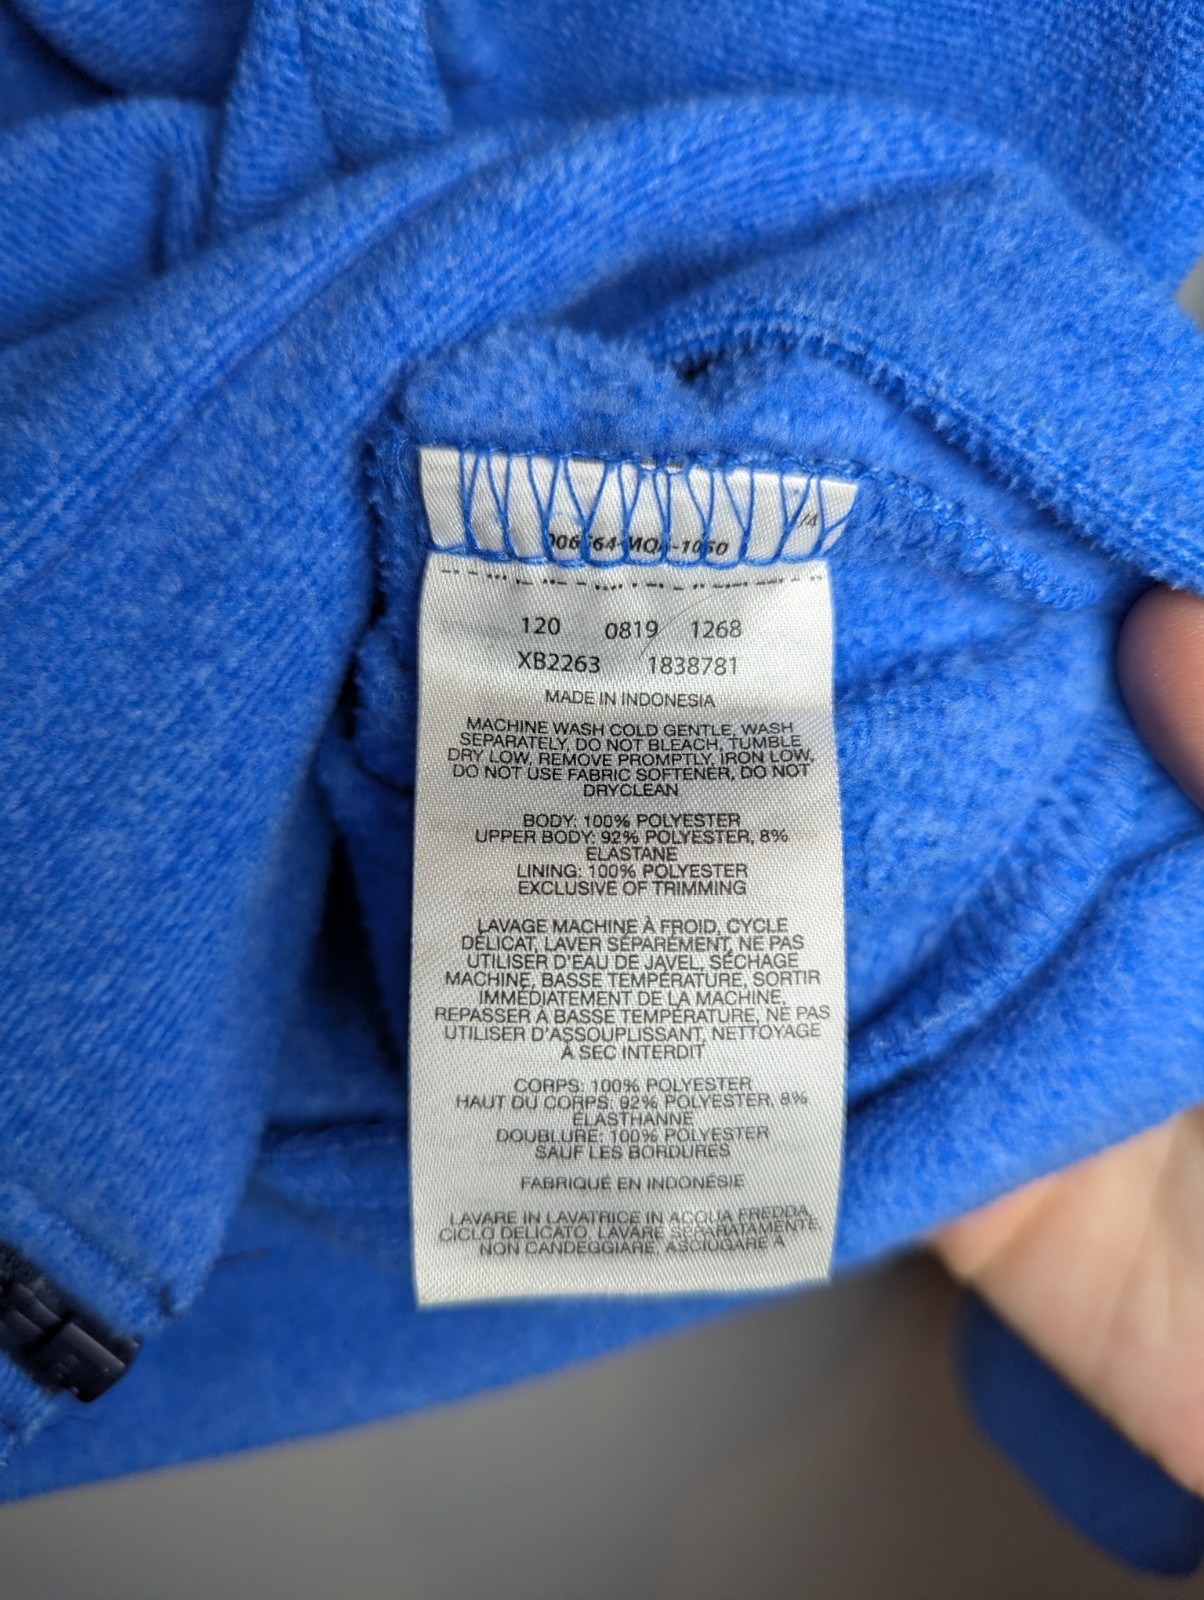 /4
120 0819 1268
XB2263 1838781
MADE IN INDONESIA
MACHINE WASH COLD GENTLE, WASH
SEPARATELY, DO NOT BLEACH, TUMBLE
DRY LOW, REMOVE PROMPTLY, IRON LOW,
DO NOT USE FABRIC SOFTENER, DO NOT
DRYCLEAN
BODY: 100% POLYESTER
UPPER BODY: 92% POLYESTER, 8%
ELASTANE
LINING: 100% POLYESTER
EXCLUSIVE OF TRIMMING
LAVAGE MACHINE À FROID, CYCLE
DÉLICAT, LAVER SÉPARÉMENT, NE PAS
UTILISER D'EAU DE JAVEL, SÉCHAGE
MACHINE, BASSE TEMPÉRATURE, SORTIR
IMMÉDIATEMENT DE LA MACHINE,
REPASSER À BASSE TEMPÉRATURE, NE PAS
UTILISER D'ASSOUPLISSANT, NETTOYAGE
À SEC INTERDIT
CORPS: 100% POLYESTER
HAUT DU CORPS: 92% POLYESTER, 8%
ÉLASTHANNE
DOUBLURE: 100% POLYESTER
SAUF LES BORDURES
FABRIQUÉ EN INDONÉSIE
LAVARE IN LAVATRICE IN ACQUA FREDDA,
CICLO DELICATO, LAVARE SEPARATAMENTE,
NON CANDEGGIARE, ASCIUGARE A